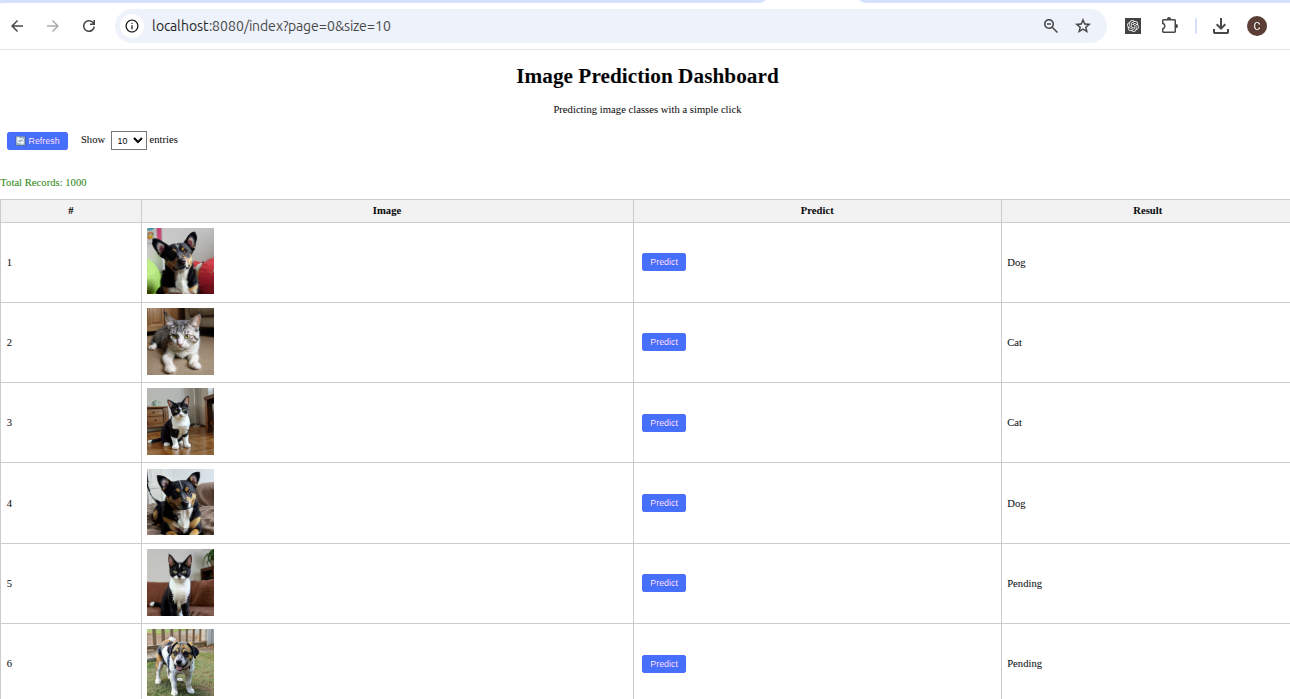 localhost:8080/index?page=0&size=10
C
Image Prediction Dashboard
Predicting image classes with a simple click
Refresh Show 10 entries
Total Records: 1000
# Image Predict Result
1 Predict Dog
2 Predict Cat
3 Predict Cat
4 Predict Dog
5 Predict Pending
6 Predict Pending